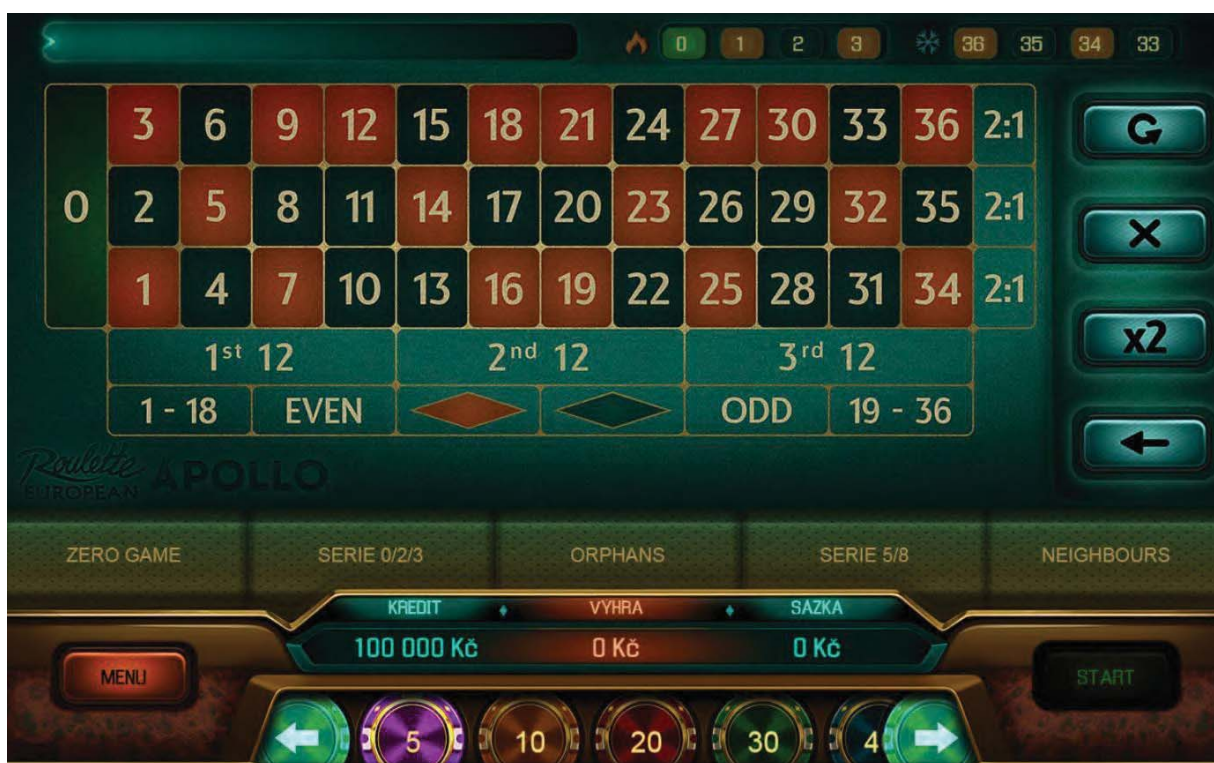 0 1 2 3 36 35 34 33
3 6 9 12 15 18 21 24 27 30 33 36 2:1
0 2 5 8 11 14 17 20 23 26 29 32 35 2:1
1 4 7 10 13 16 19 22 25 28 31 34 2:1
x2
1st 12 2nd 12 3rd 12
1 - 18 EVEN ODD 19 - 36
Roulette APOLLO
EUROPEAN
ZERO GAME SERIE 0/2/3 ORPHANS SERIE 5/8 NEIGHBOURS
KREDIT VÝHRA SÁZKA
100 000 Kč 0 Kč 0 Kč
MENU START
5 10 20 30 4